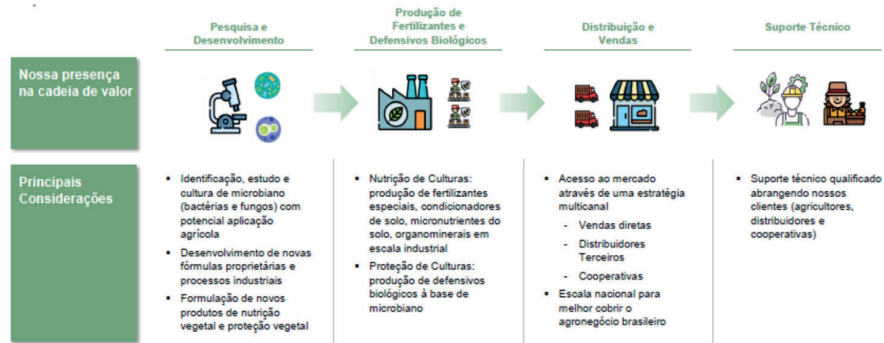 Pesquisa e
Desenvolvimento
Produção de
Fertilizantes e
Defensivos Biológicos
Distribuição e
Vendas
Suporte Técnico
Nossa presença
na cadeia de valor
Principais
Considerações
▪ Identificação, estudo e
cultura de microbiano
(bactérias e fungos) com
potencial aplicação
agrícola
▪ Desenvolvimento de novas
fórmulas proprietárias e
processos industriais
▪ Formulação de novos
produtos de nutrição
vegetal e proteção vegetal
▪ Nutrição de Culturas:
produção de fertilizantes
especiais, condicionadores
de solo, micronutrientes do
solo, organominerais em
escala industrial
▪ Proteção de Culturas:
produção de defensivos
biológicos à base de
microbiano
▪ Acesso ao mercado
através de uma estratégia
multicanal
- Vendas diretas
- Distribuidores
Terceiros
- Cooperativas
▪ Escala nacional para
melhor cobrir o
agronegócio brasileiro
▪ Suporte técnico qualificado
abrangendo nossos
clientes (agricultores,
distribuidores e
cooperativas)